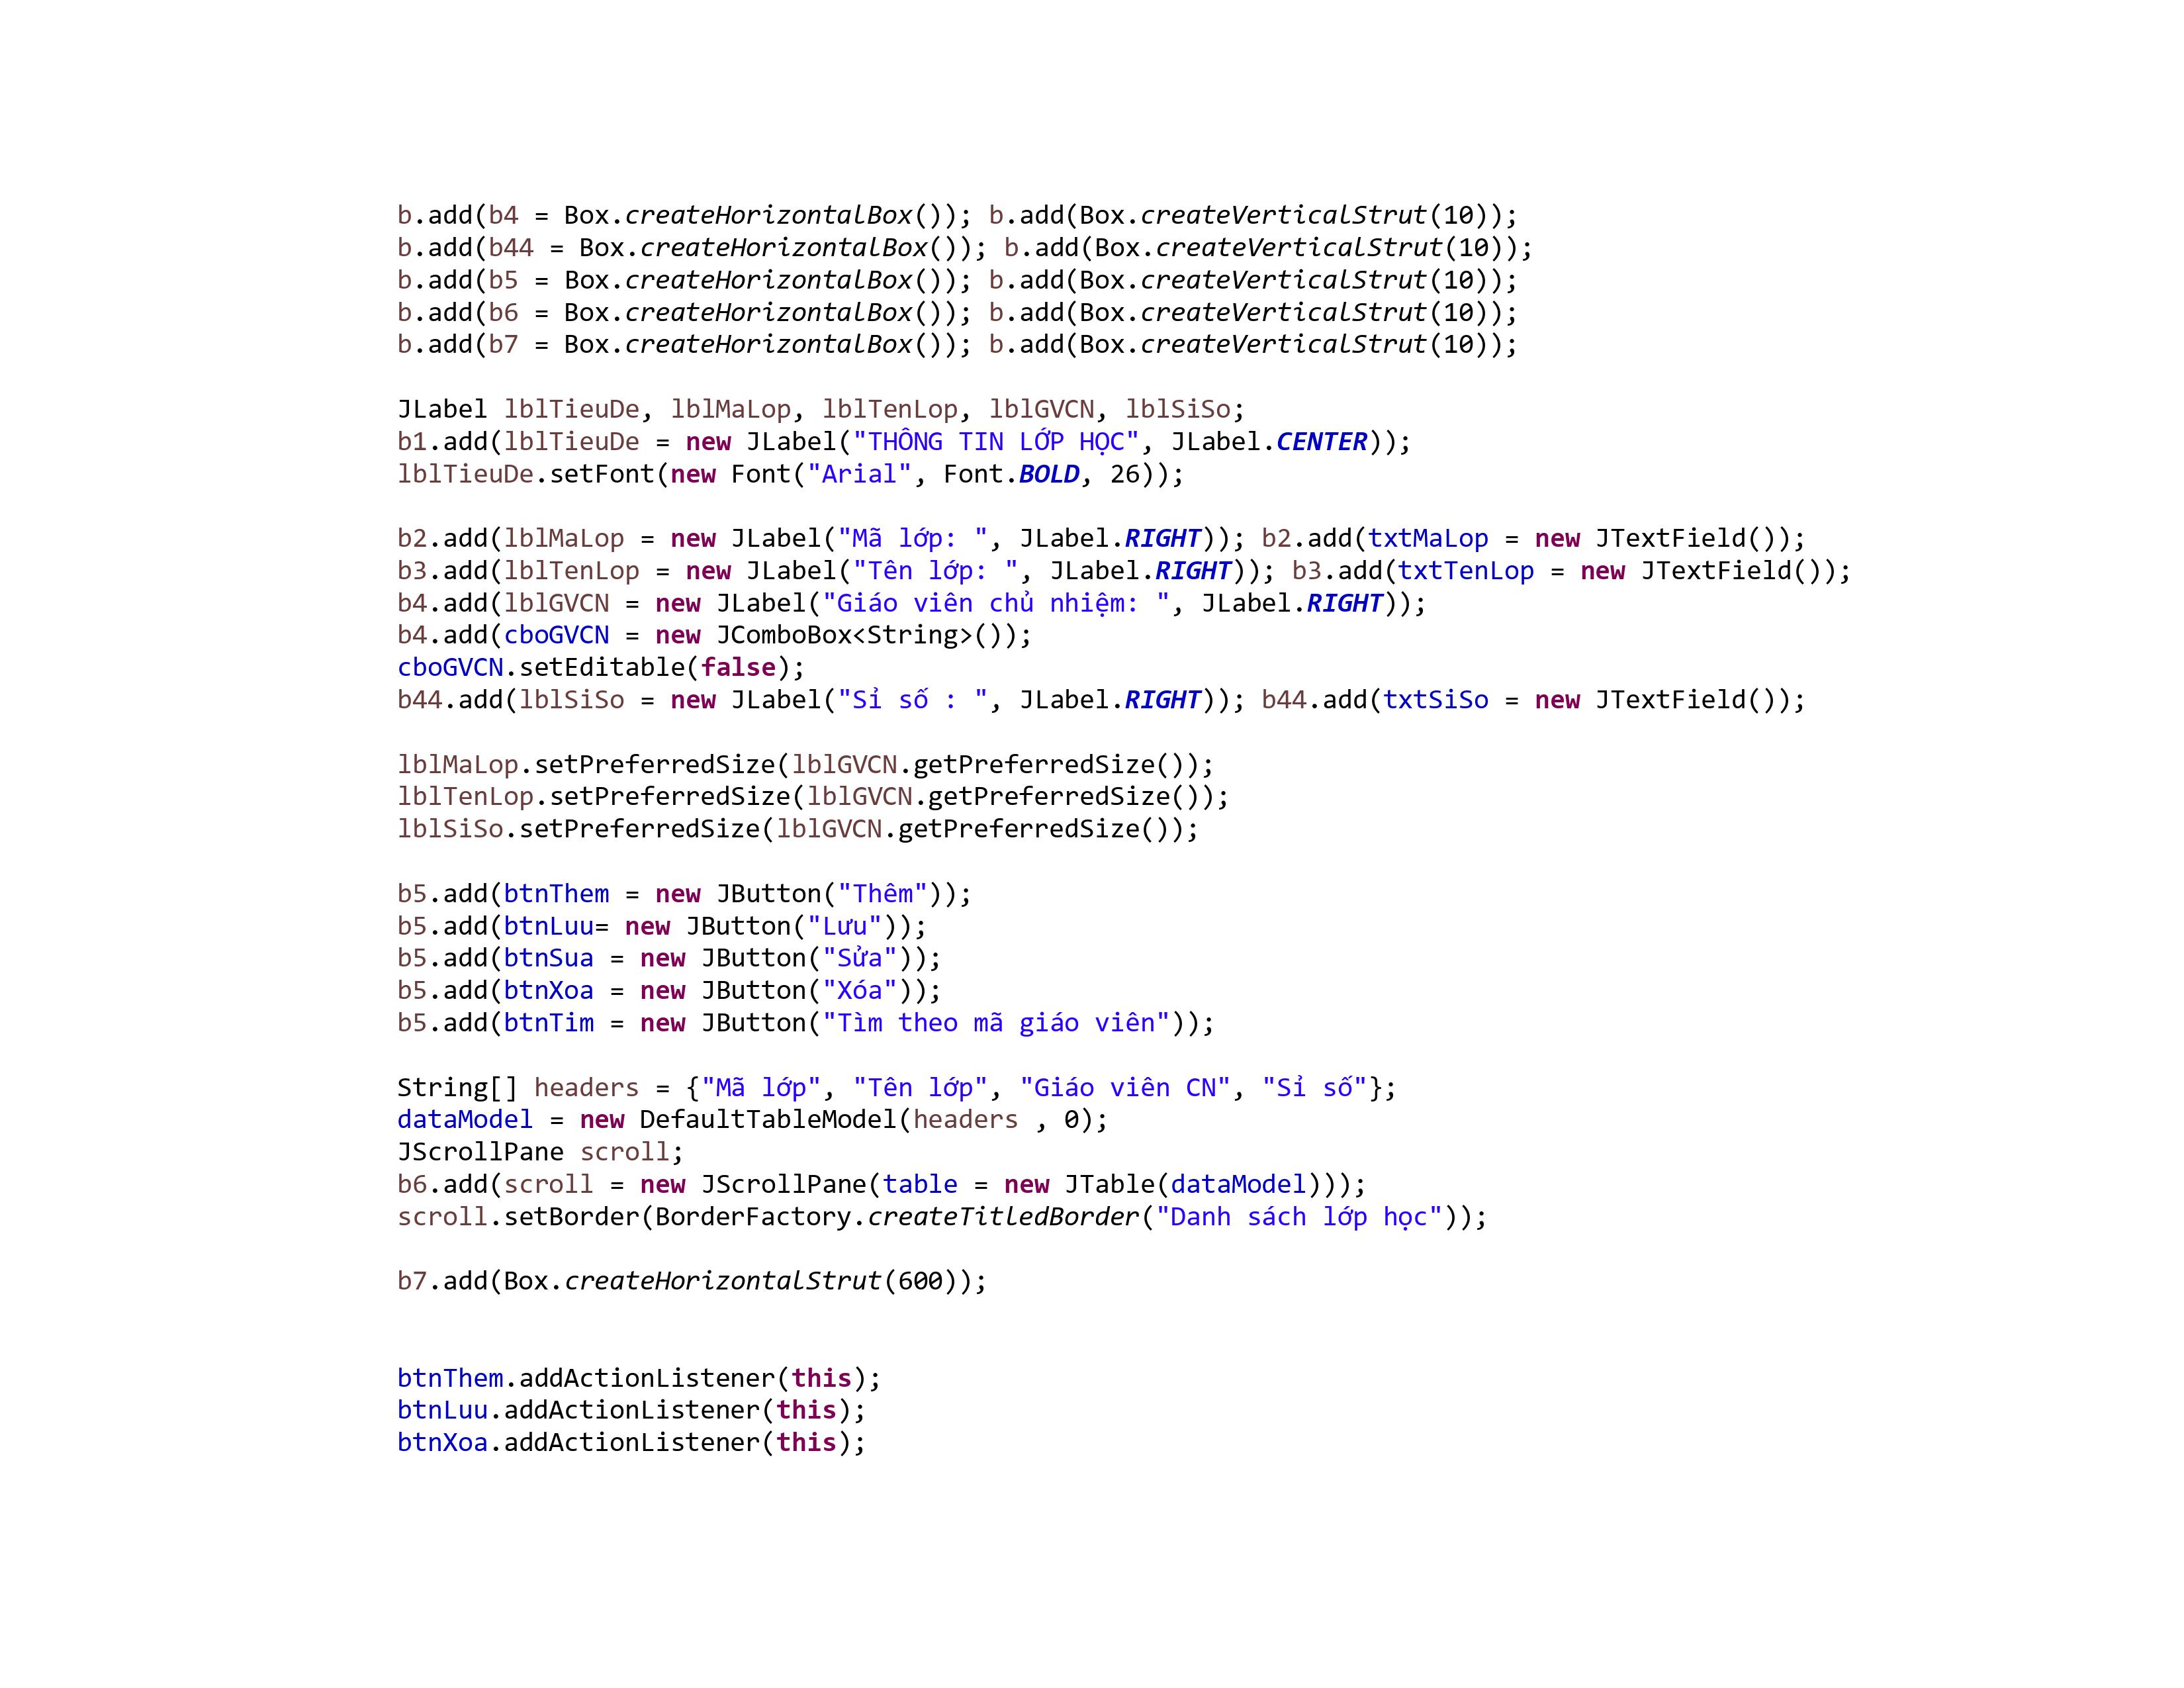 b.add(b4 = Box.createHorizontalBox()); b.add(Box.createVerticalStrut(10));
b.add(b44 = Box.createHorizontalBox()); b.add(Box.createVerticalStrut(10));
b.add(b5 = Box.createHorizontalBox()); b.add(Box.createVerticalStrut(10));
b.add(b6 = Box.createHorizontalBox()); b.add(Box.createVerticalStrut(10));
b.add(b7 = Box.createHorizontalBox()); b.add(Box.createVerticalStrut(10));
JLabel lblTieuDe, lblMaLop, lblTenLop, lblGVCN, lblSiSo;
b1.add(lblTieuDe = new JLabel("THÔNG TIN LỚP HỌC", JLabel.CENTER));
lblTieuDe.setFont(new Font("Arial", Font.BOLD, 26));
b2.add(lblMaLop = new JLabel("Mã lớp: ", JLabel.RIGHT)); b2.add(txtMaLop = new JTextField());
b3.add(lblTenLop = new JLabel("Tên lớp: ", JLabel.RIGHT)); b3.add(txtTenLop = new JTextField());
b4.add(lblGVCN = new JLabel("Giáo viên chủ nhiệm: ", JLabel.RIGHT));
b4.add(cboGVCN = new JComboBox<String>());
cboGVCN.setEditable(false);
b44.add(lblSiSo = new JLabel("Sỉ số : ", JLabel.RIGHT)); b44.add(txtSiSo = new JTextField());
lblMaLop.setPreferredSize(lblGVCN.getPreferredSize());
lblTenLop.setPreferredSize(lblGVCN.getPreferredSize());
lblSiSo.setPreferredSize(lblGVCN.getPreferredSize());
b5.add(btnThem = new JButton("Thêm"));
b5.add(btnLuu= new JButton("Lưu"));
b5.add(btnSua = new JButton("Sửa"));
b5.add(btnXoa = new JButton("Xóa"));
b5.add(btnTim = new JButton("Tìm theo mã giáo viên"));
String[] headers = {"Mã lớp", "Tên lớp", "Giáo viên CN", "Sỉ số"};
dataModel = new DefaultTableModel(headers , 0);
JScrollPane scroll;
b6.add(scroll = new JScrollPane(table = new JTable(dataModel)));
scroll.setBorder(BorderFactory.createTitledBorder("Danh sách lớp học"));
b7.add(Box.createHorizontalStrut(600));
btnThem.addActionListener(this);
btnLuu.addActionListener(this);
btnXoa.addActionListener(this);